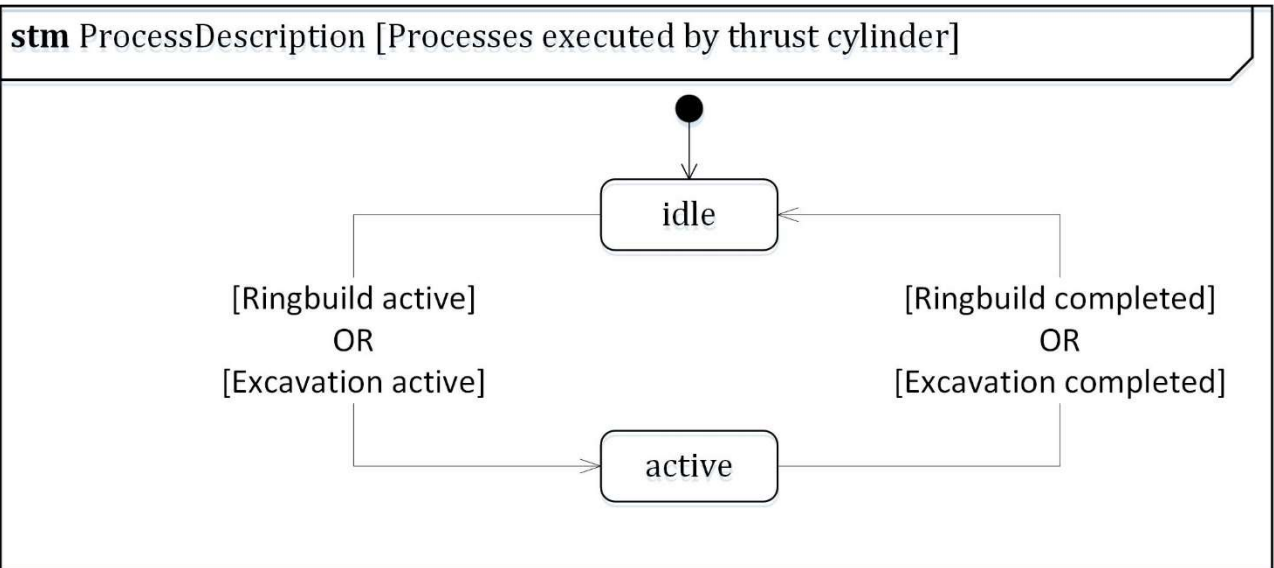 stm ProcessDescription [Processes executed by thrust cylinder]
idle
[Ringbuild active]
OR
[Excavation active]
[Ringbuild completed]
OR
[Excavation completed]
active